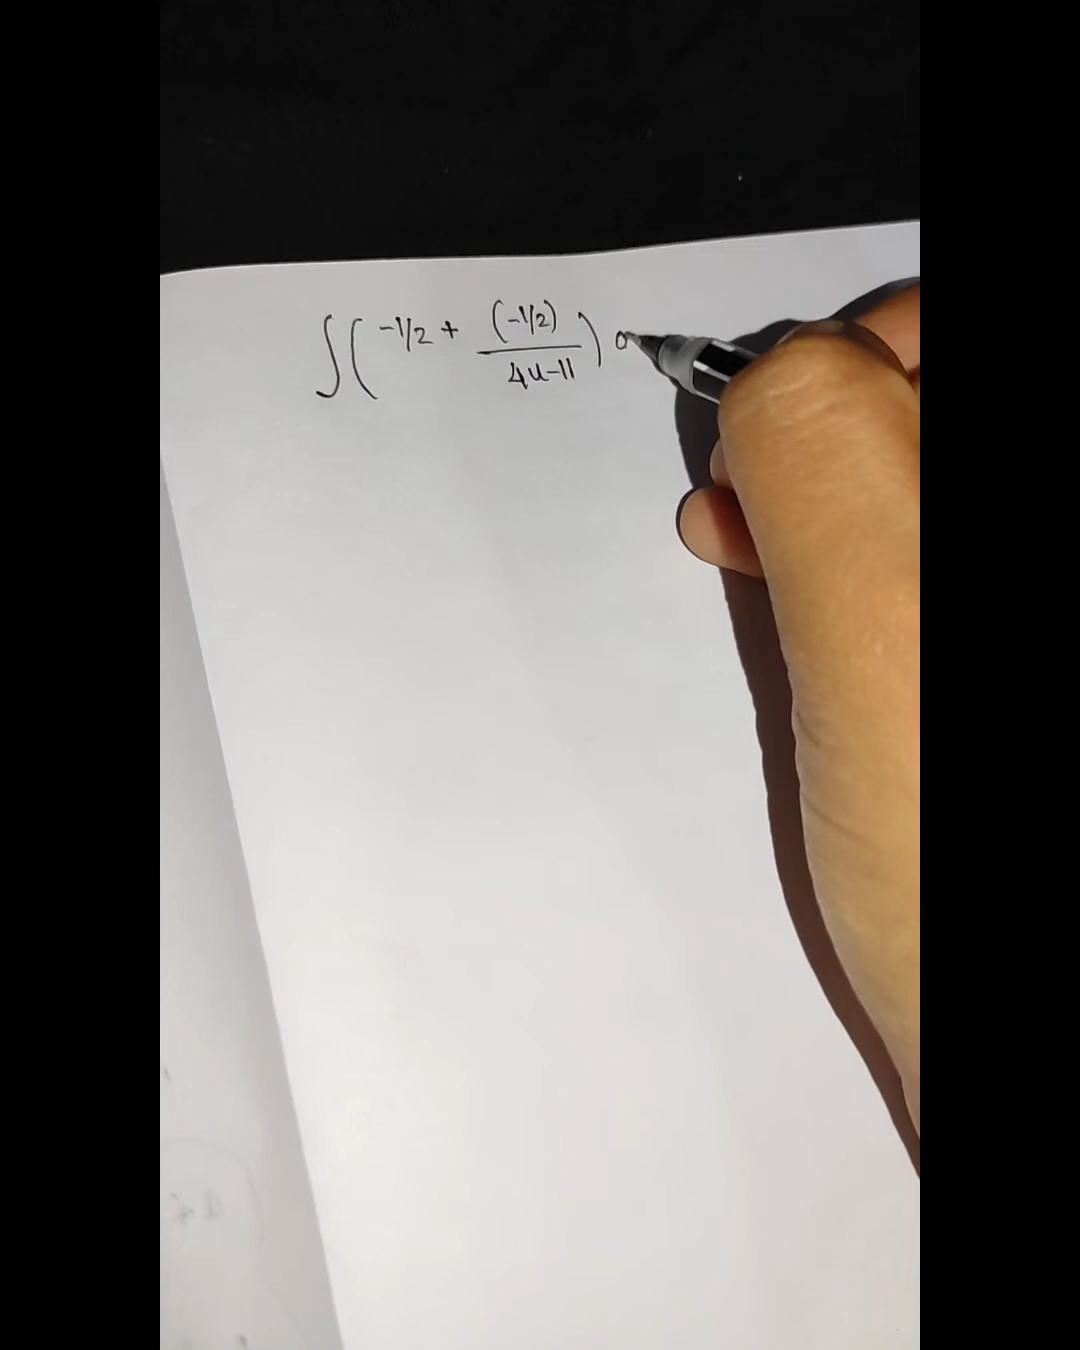 ∫(-1/2 + (-1/2)/(4u-11))